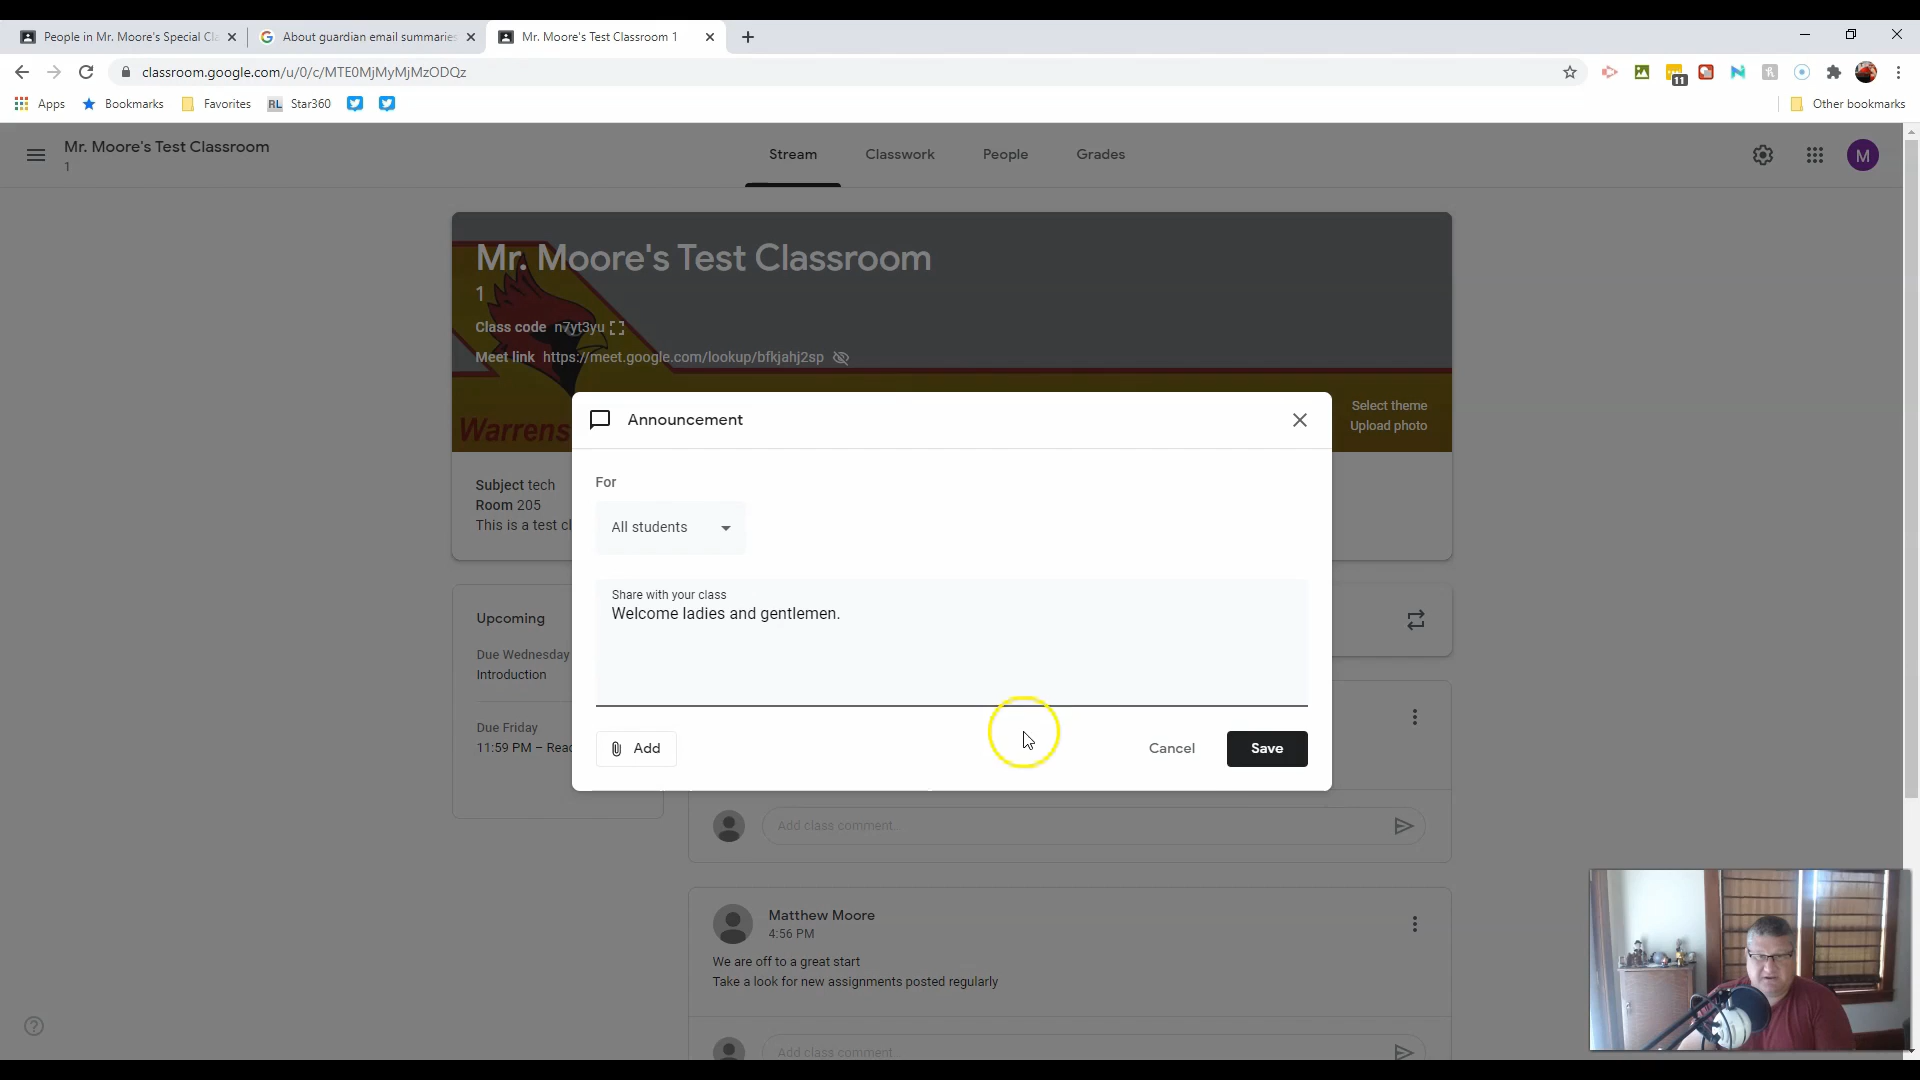 People in Mr. Moore's Special Cl
About guardian email summaries
Mr. Moore's Test Classroom 1
classroom.google.com/u/0/c/MTE0MjMyMjMzODQz
11
Apps
Bookmarks
Favorites
RL
Star360
Other bookmarks
Mr. Moore's Test Classroom
1
Stream
Classwork
People
Grades
M
Mr. Moore's Test Classroom
1
Class code n7yt3yu
Meet link https://meet.google.com/lookup/bfkjahj2sp
Warrens
Select theme
Upload photo
Announcement
Subject tech
Room 205
This is a test cl
For
All students
Share with your class
Welcome ladies and gentlemen.
Add
Cancel
Save
Upcoming
Due Wednesday
Introduction
Due Friday
11:59 PM – Reac
Add class comment...
Matthew Moore
4:56 PM
We are off to a great start
Take a look for new assignments posted regularly
Add class comment